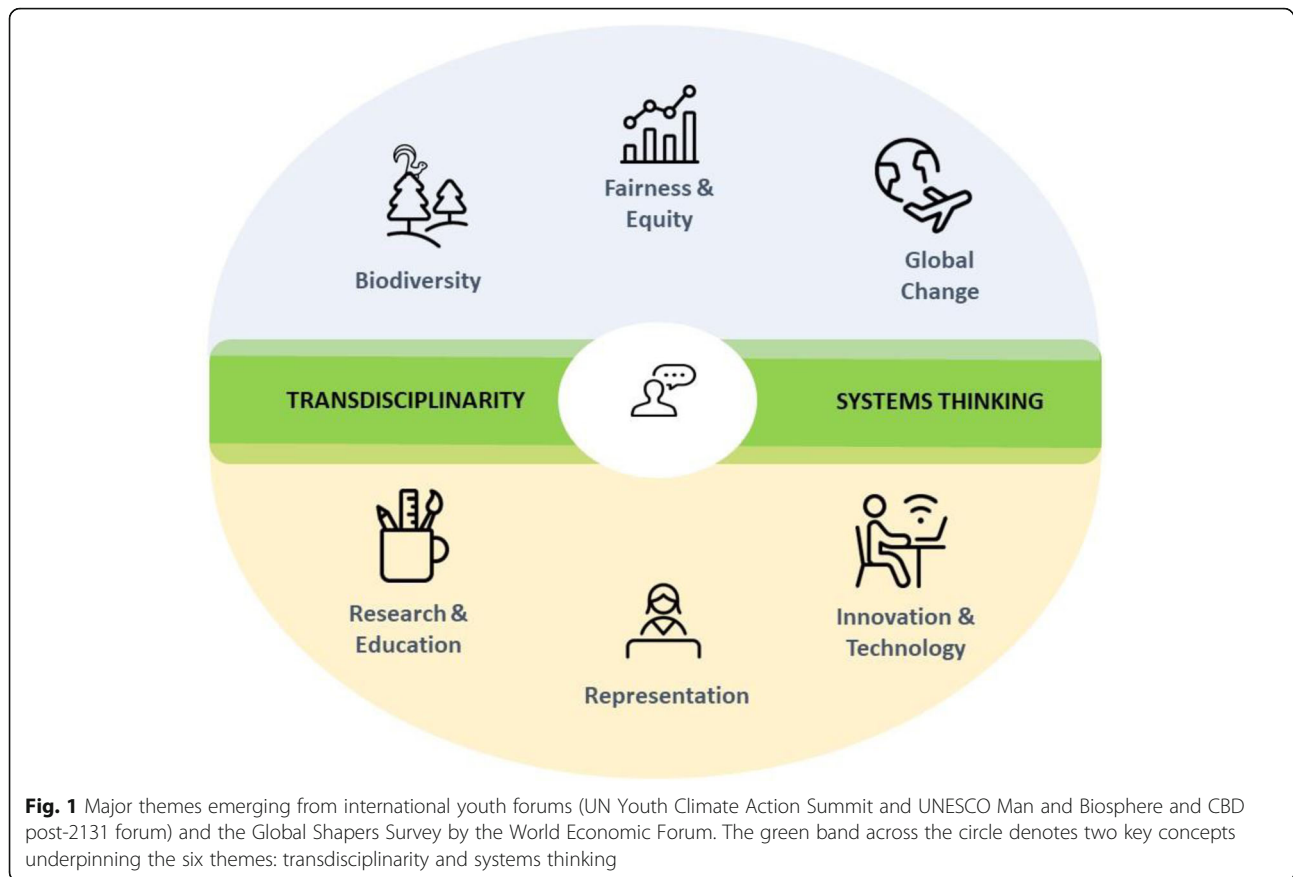 Fairness &
Equity
Biodiversity
Global
Change
TRANSDISCIPLINARITY
SYSTEMS THINKING
Research &
Education
Innovation &
Technology
Representation
Fig. 1 Major themes emerging from international youth forums (UN Youth Climate Action Summit and UNESCO Man and Biosphere and CBD
post-2131 forum) and the Global Shapers Survey by the World Economic Forum. The green band across the circle denotes two key concepts
underpinning the six themes: transdisciplinarity and systems thinking